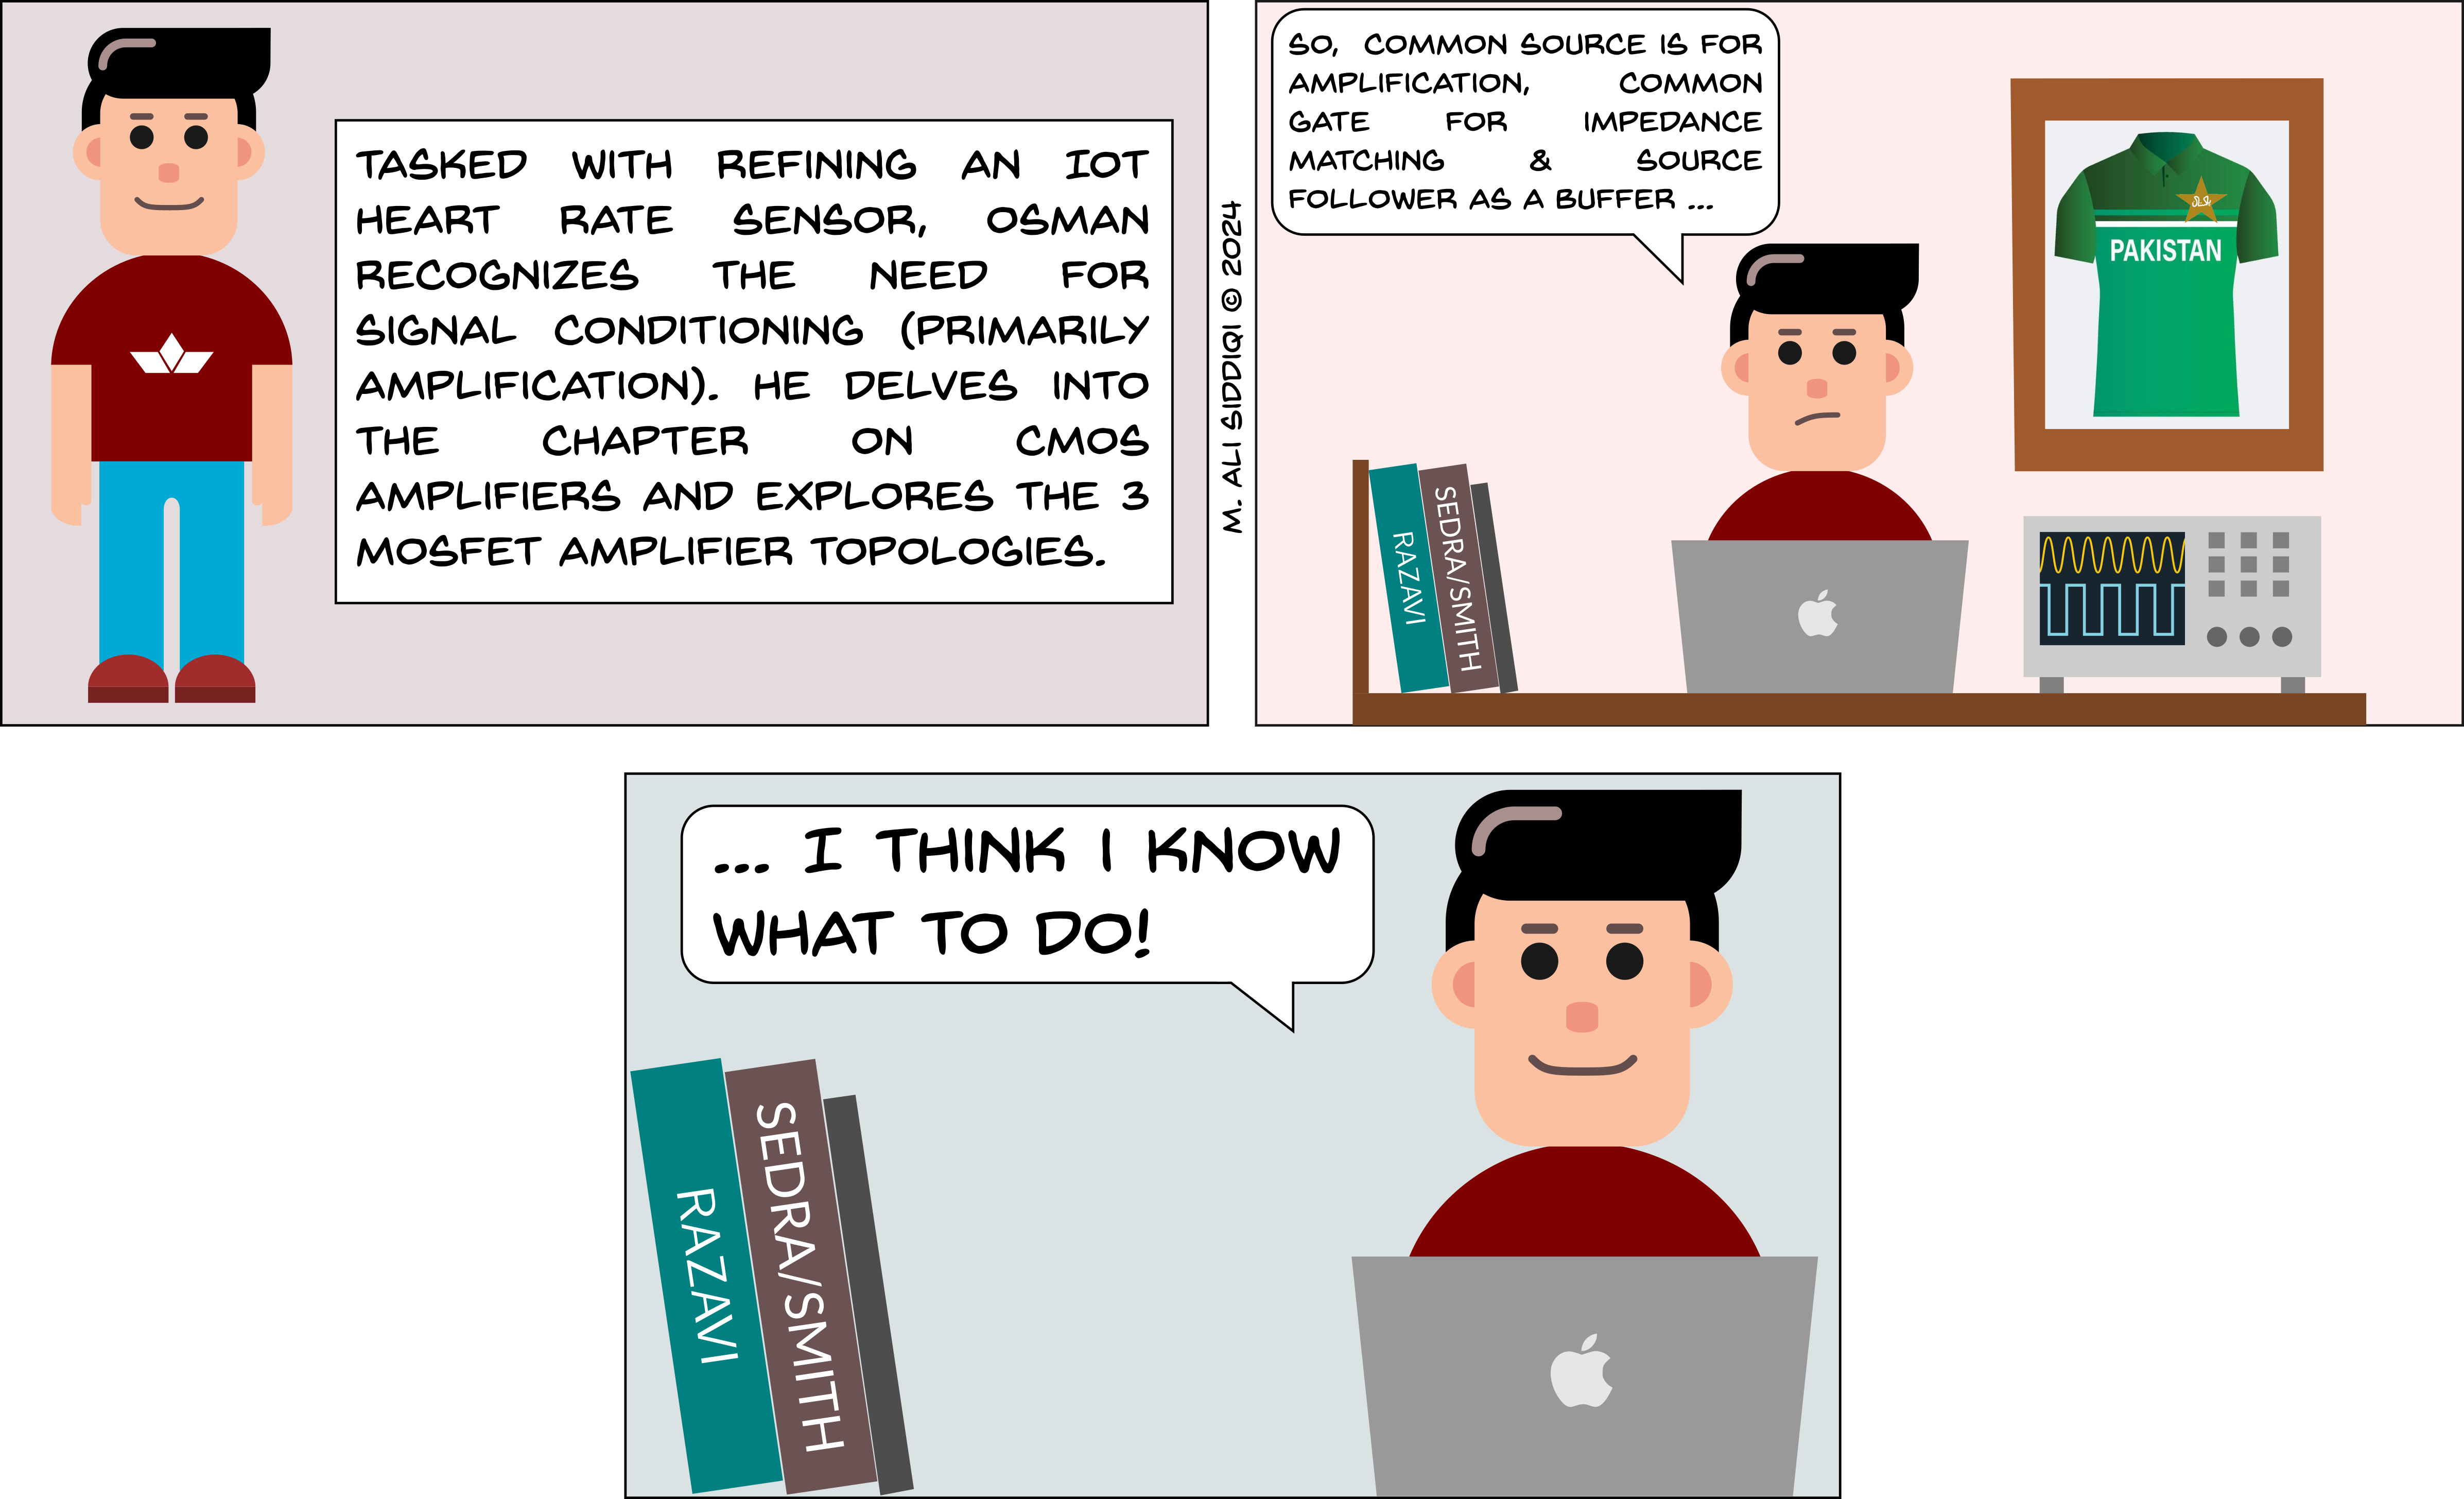 TASKED WITH REFINING AN IOT
HEART RATE SENSOR, OSMAN
RECOGNIZES THE NEED FOR
SIGNAL CONDITIONING (PRIMARILY
AMPLIFICATION). HE DELVES INTO
THE CHAPTER ON CMOS
AMPLIFIERS AND EXPLORES THE 3
MOSFET AMPLIFIER TOPOLOGIES.
M. ALI SIDDIQI © 2024
SO, COMMON SOURCE IS FOR
AMPLIFICATION, COMMON
GATE FOR IMPEDANCE
MATCHING & SOURCE
FOLLOWER AS A BUFFER ...
PAKISTAN
RAZAVI
SEDRA/SMITH
... I THINK I KNOW
WHAT TO DO!
RAZAVI
SEDRA/SMITH